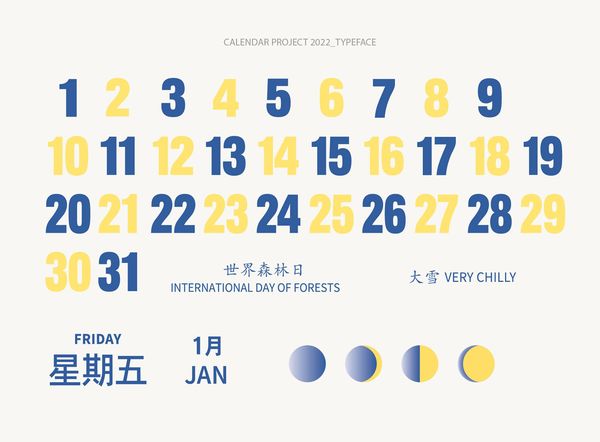 CALENDAR PROJECT 2022_TYPEFACE
1 2 3 4 5 6 7 8 9
10 11 12 13 14 15 16 17 18 19
20 21 22 23 24 25 26 27 28 29
30 31
世界森林日
INTERNATIONAL DAY OF FORESTS
大雪 VERY CHILLY
FRIDAY
星期五
1月
JAN